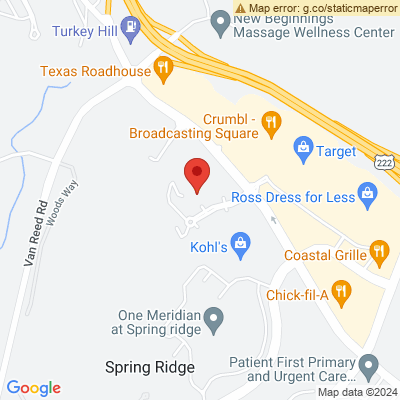 Map error: g.co/staticmaperror
New Beginnings
Massage Wellness Center
Turkey Hill
Texas Roadhouse
Crumbl -
Broadcasting Square
Target
222
Ross Dress for Less
Van Reed Rd
Woods Way
Kohl's
Coastal Grille
Chick-fil-A
One Meridian
at Spring ridge
Spring Ridge
Patient First Primary
and Urgent Care...
Google
Map data ©2024